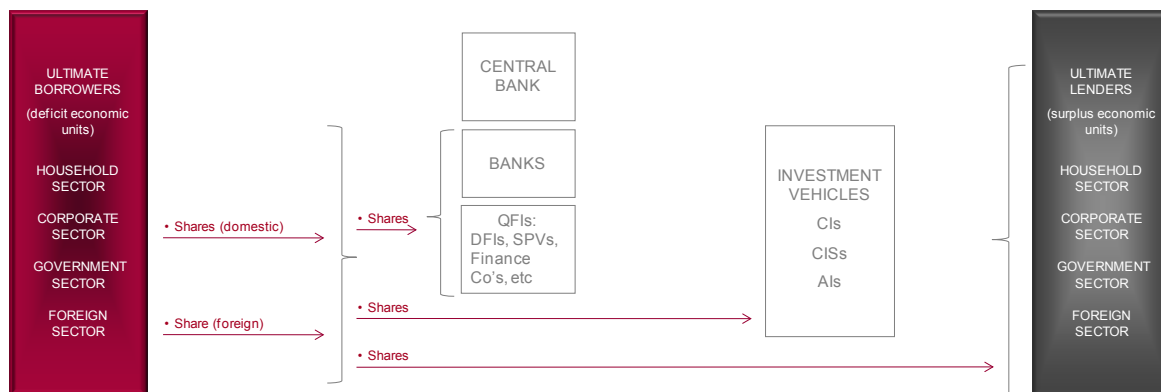 ULTIMATE
BORROWERS
(deficit economic
units)
HOUSEHOLD
SECTOR
CORPORATE
SECTOR
GOVERNMENT
SECTOR
FOREIGN
SECTOR
• Shares (domestic)
• Share (foreign)
• Shares
• Shares
• Shares
CENTRAL
BANK
BANKS
QFIs:
DFIs, SPVs,
Finance
Co's, etc
INVESTMENT
VEHICLES
CIs
CISs
AIs
ULTIMATE
LENDERS
(surplus economic
units)
HOUSEHOLD
SECTOR
CORPORATE
SECTOR
GOVERNMENT
SECTOR
FOREIGN
SECTOR